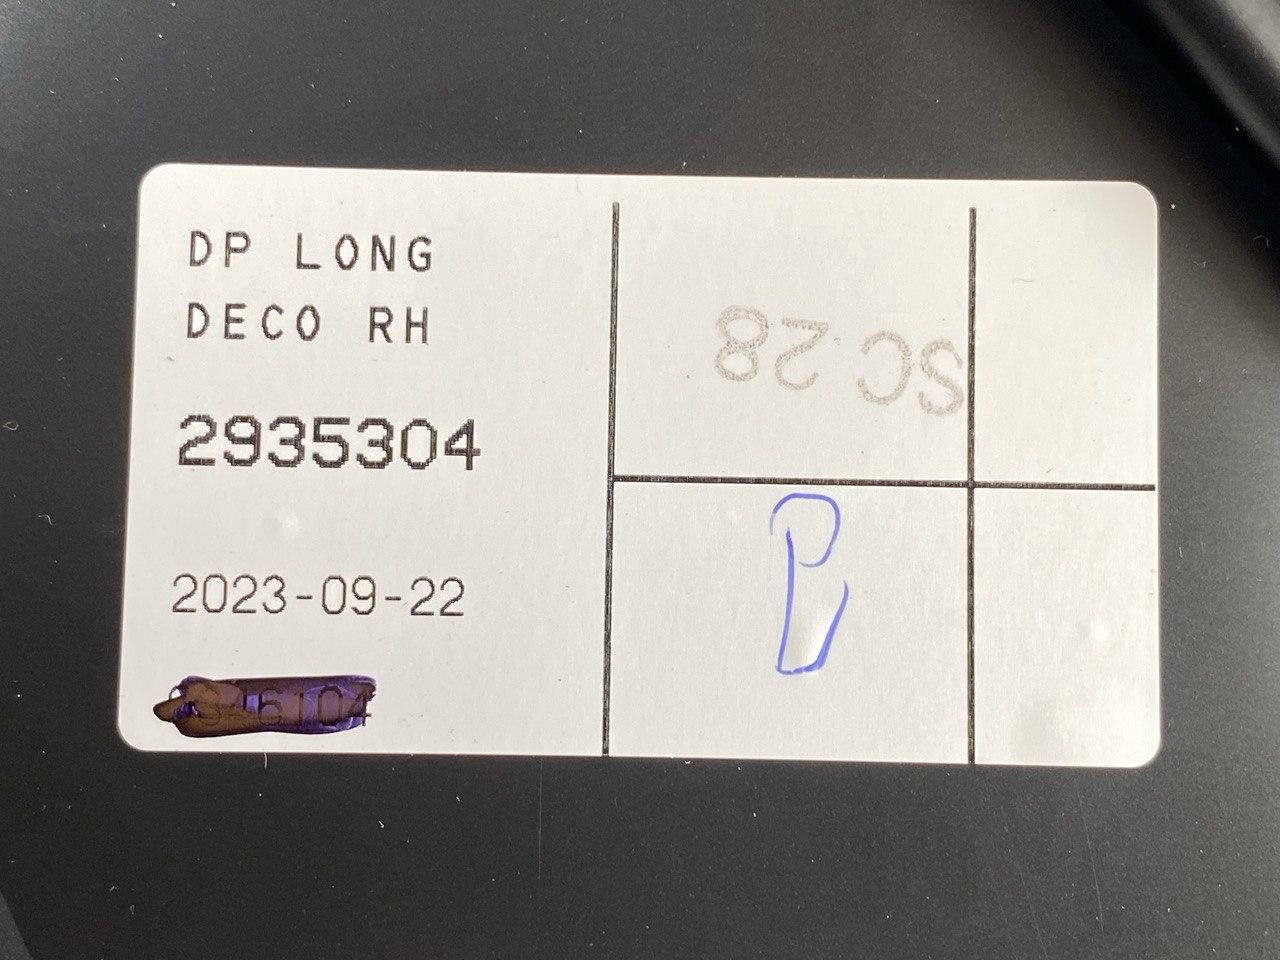 DP LONG
DECO RH
2935304
2023-09-22
SC 28